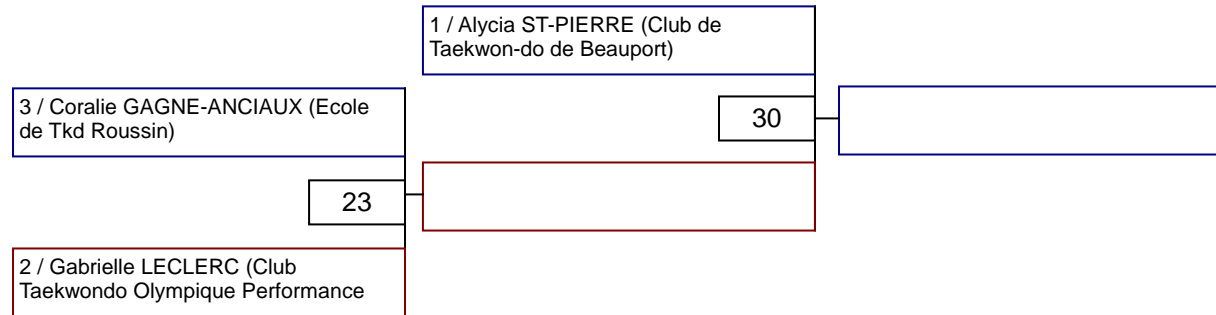 1 / Alycia ST-PIERRE (Club de
Taekwon-do de Beauport)
3 / Coralie GAGNE-ANCIAUX (Ecole
de Tkd Roussin)
30
23
2 / Gabrielle LECLERC (Club
Taekwondo Olympique Performance